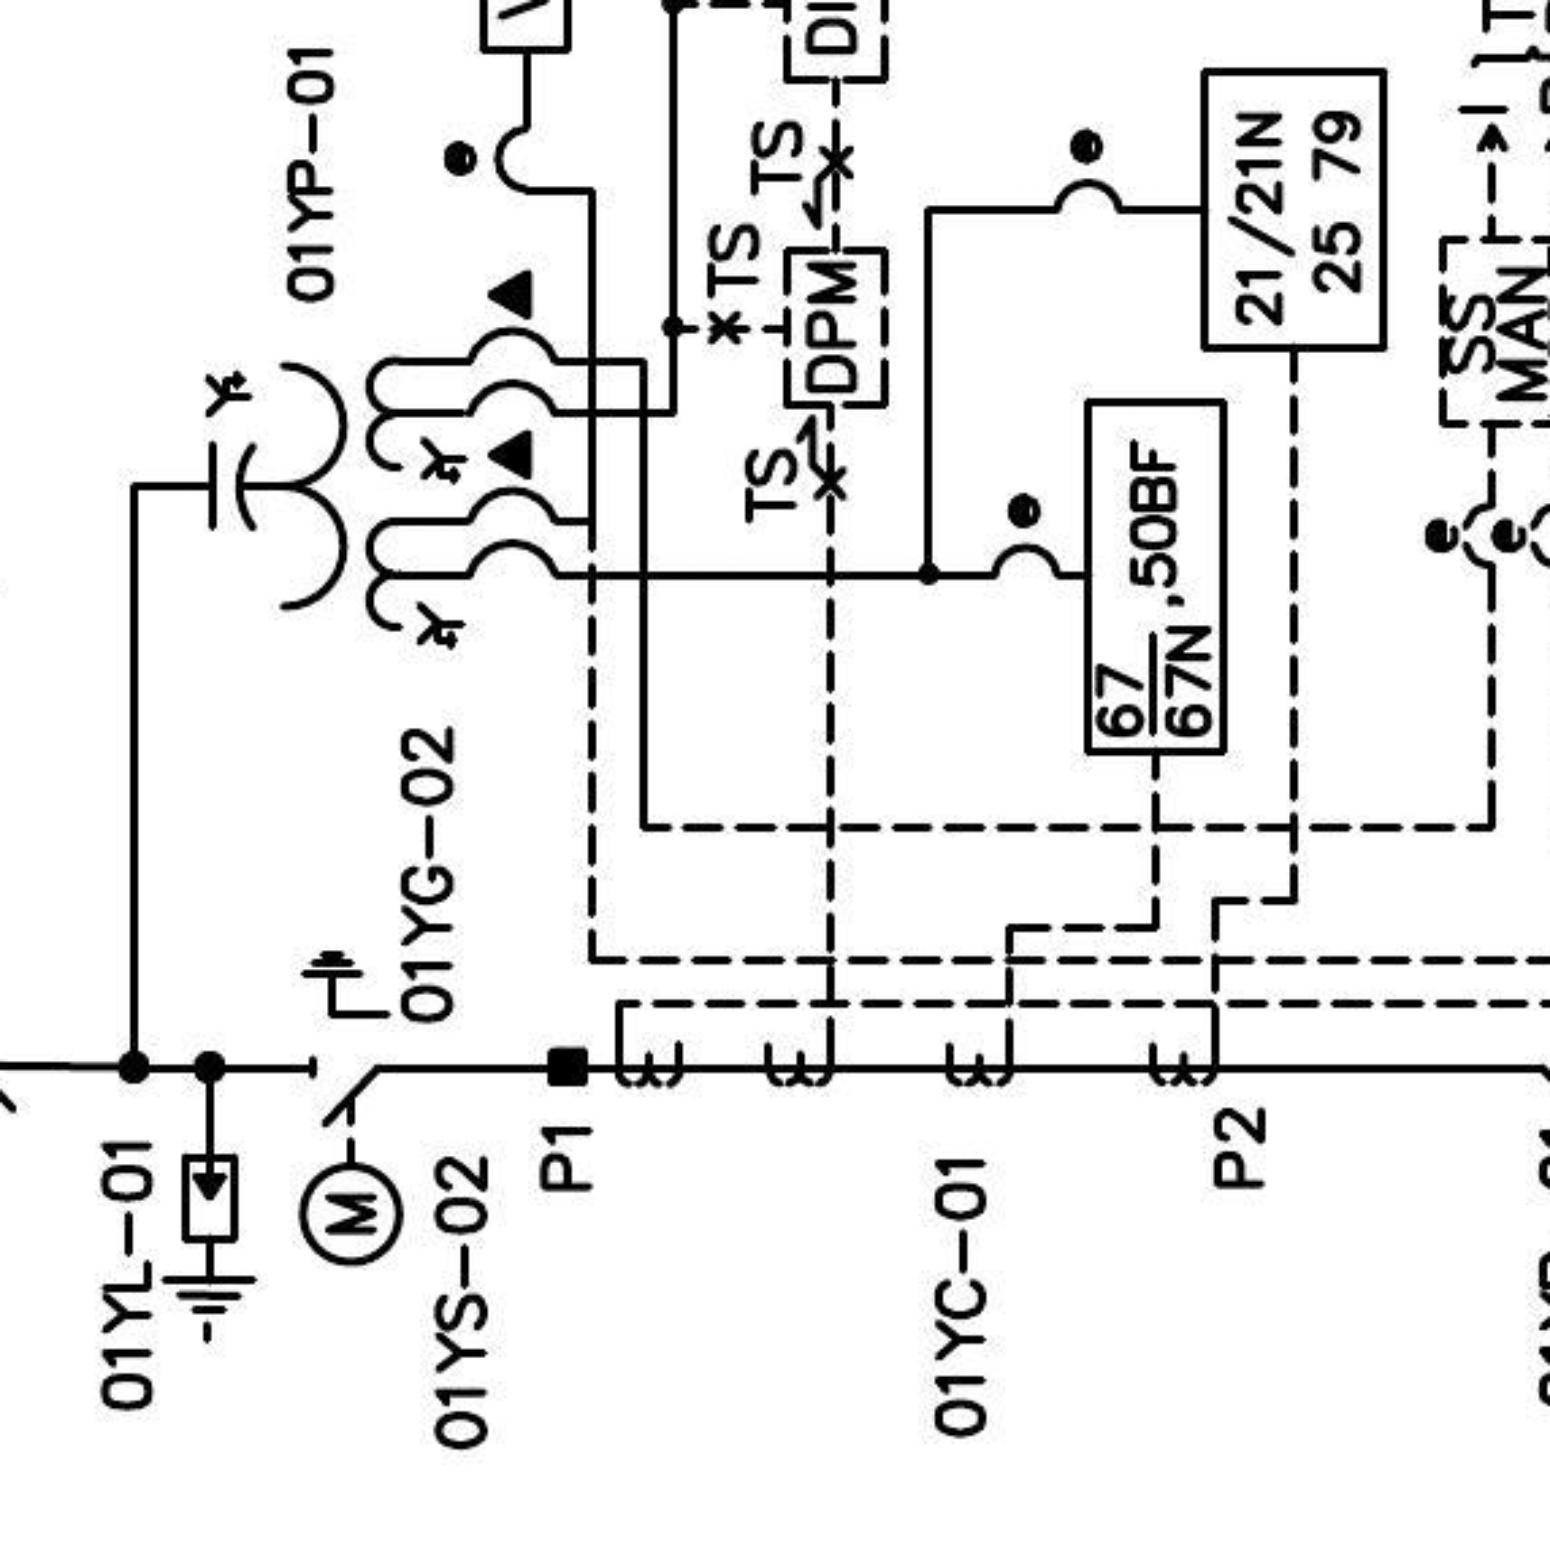 01YP-01
DI
TS
TS
DPM
TS
21/21N
25 79
67
67N
,50BF
SS
MAN
01YG-02
01YL-01
M
01YS-02
P1
01YC-01
P2